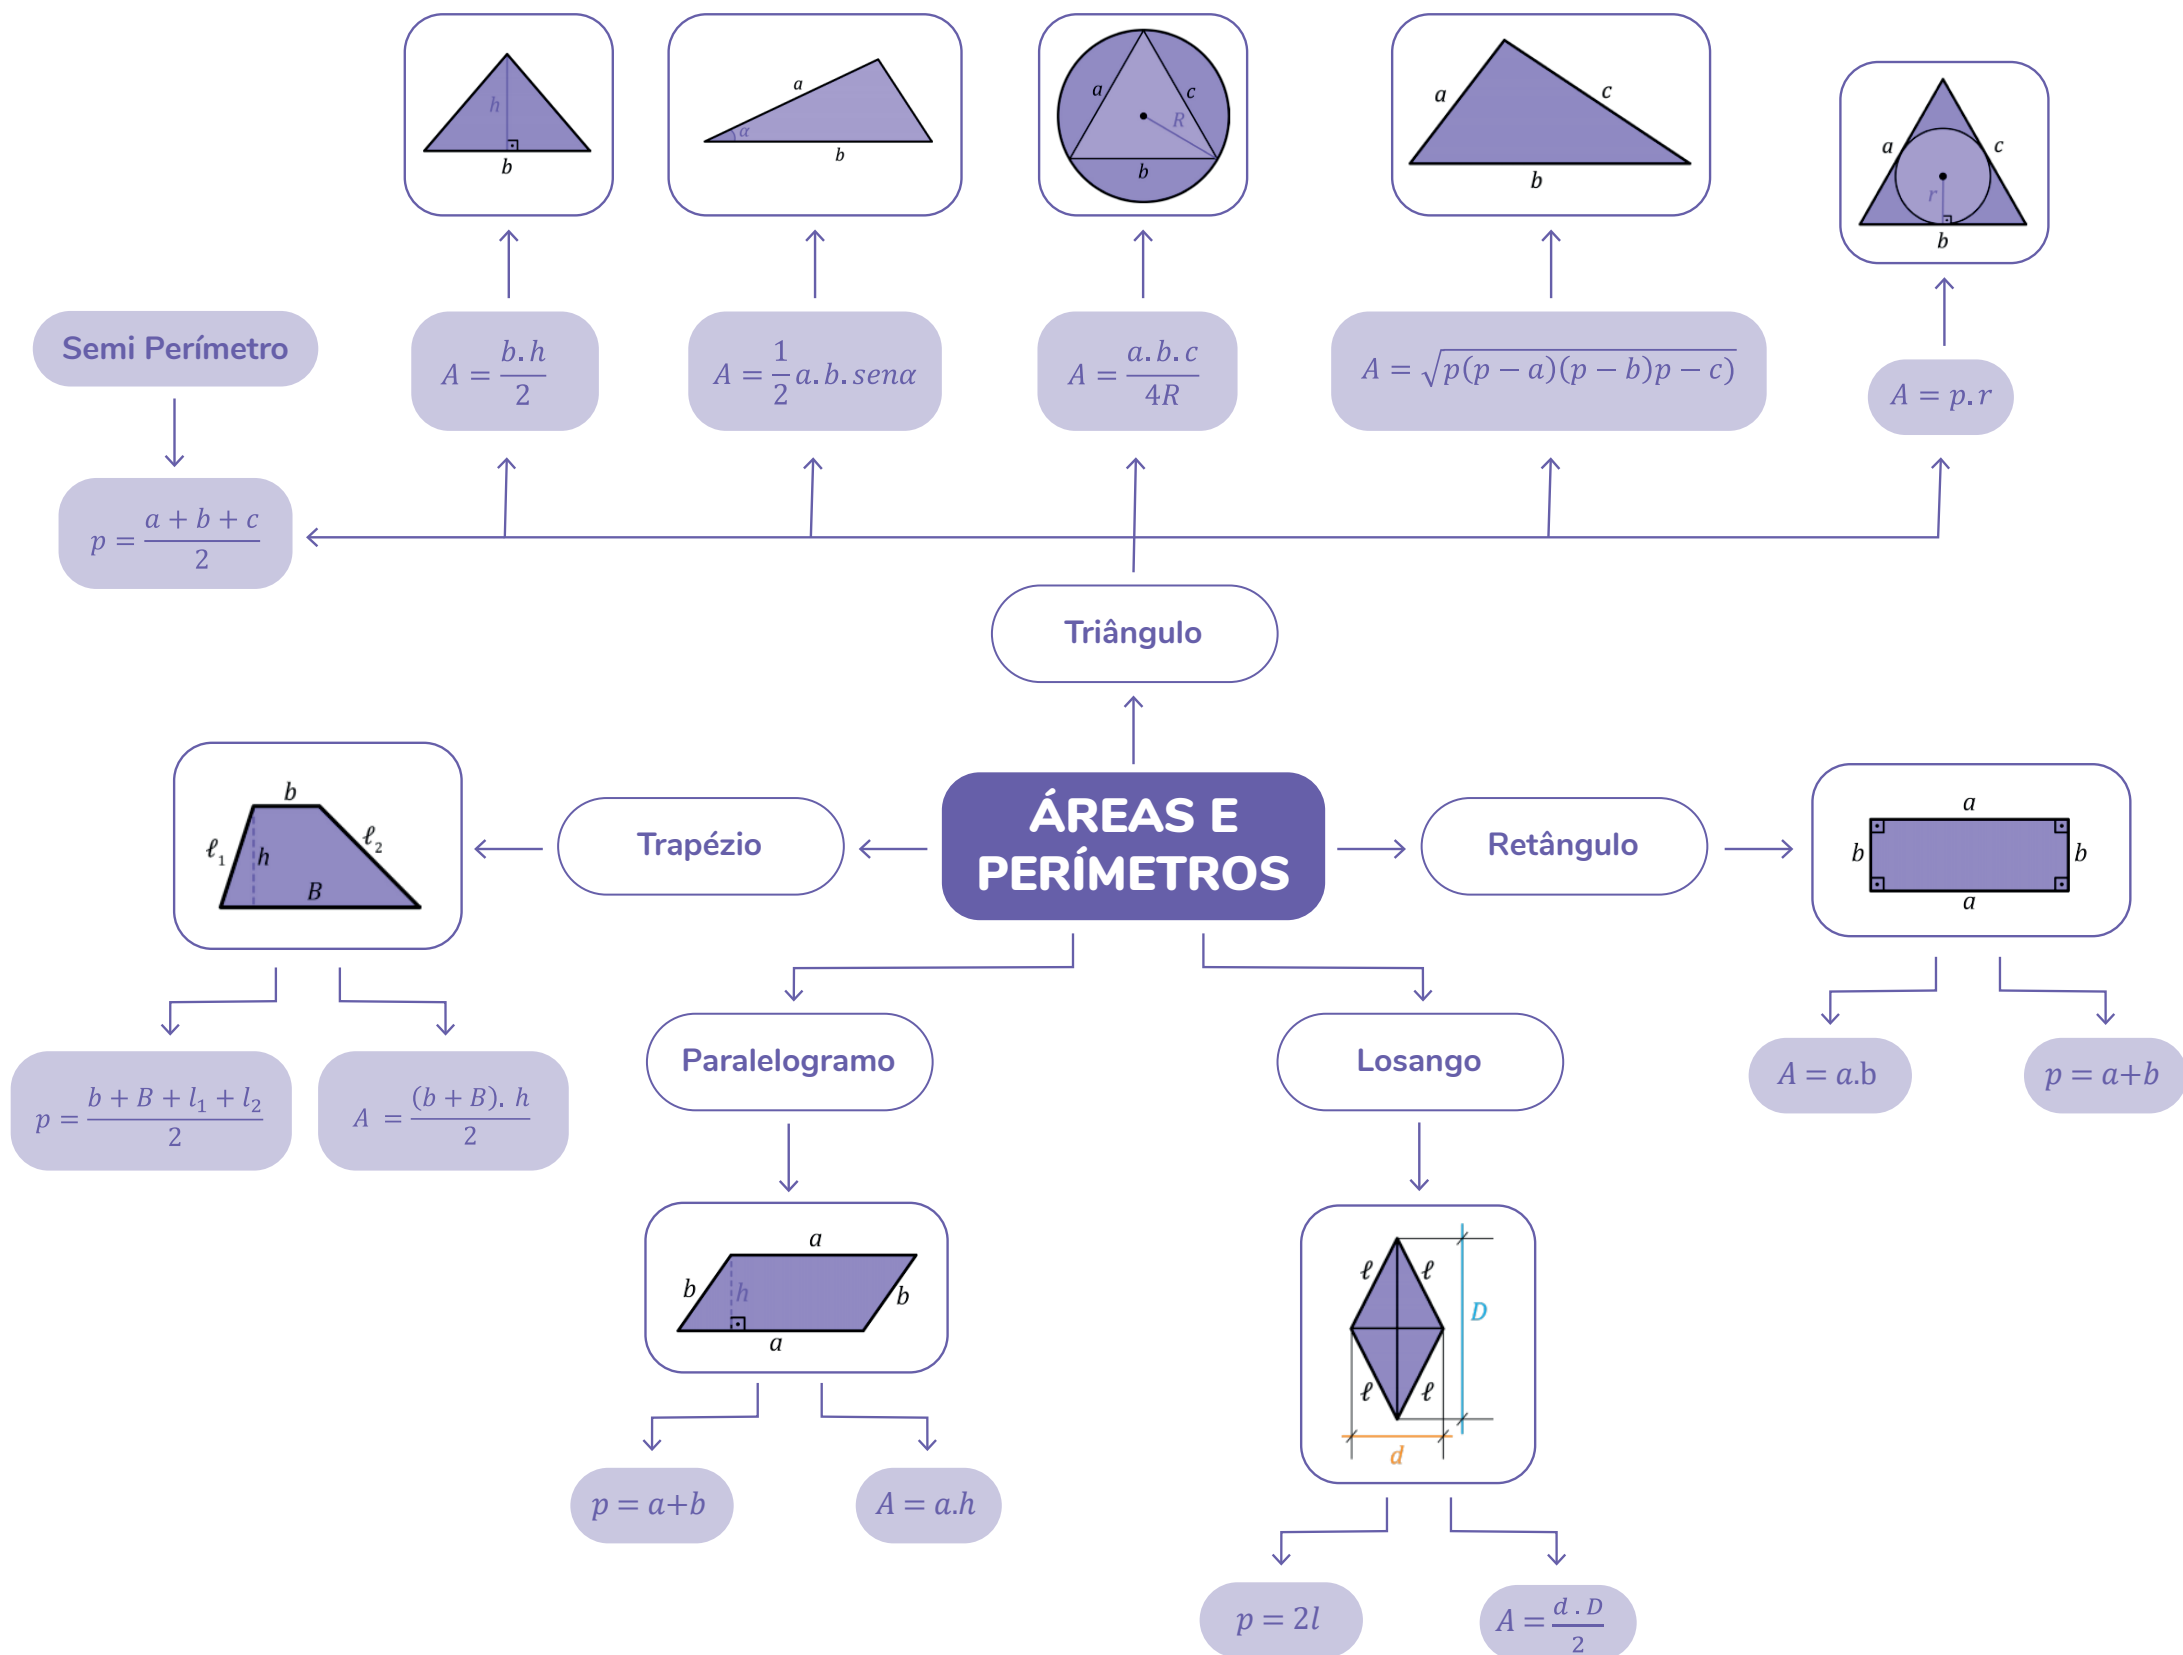 h
b
a
α
b
a
c
R
b
a
c
b
a
c
r
b
Semi Perímetro
A = b.h / 2
A = 1/2 a.b.senα
A = a.b.c / 4R
A = √p(p − a)(p − b)p − c)
A = p.r
p = a + b + c / 2
Triângulo
ÁREAS E
PERÍMETROS
Trapézio
b
ℓ₁
h
ℓ₂
B
p = b + B + l₁ + l₂ / 2
A = (b + B). h / 2
Retângulo
a
b
b
a
A = a.b
p = a+b
Paralelogramo
a
b
h
b
a
p = a+b
A = a.h
Losango
ℓ
ℓ
D
ℓ
ℓ
d
p = 2l
A = d . D / 2